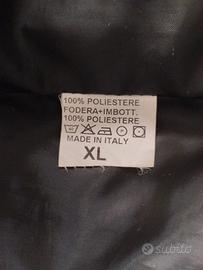 100% POLIESTERE
FODERA+IMBOTT.
100% POLIESTERE
MADE IN ITALY
XL
subito